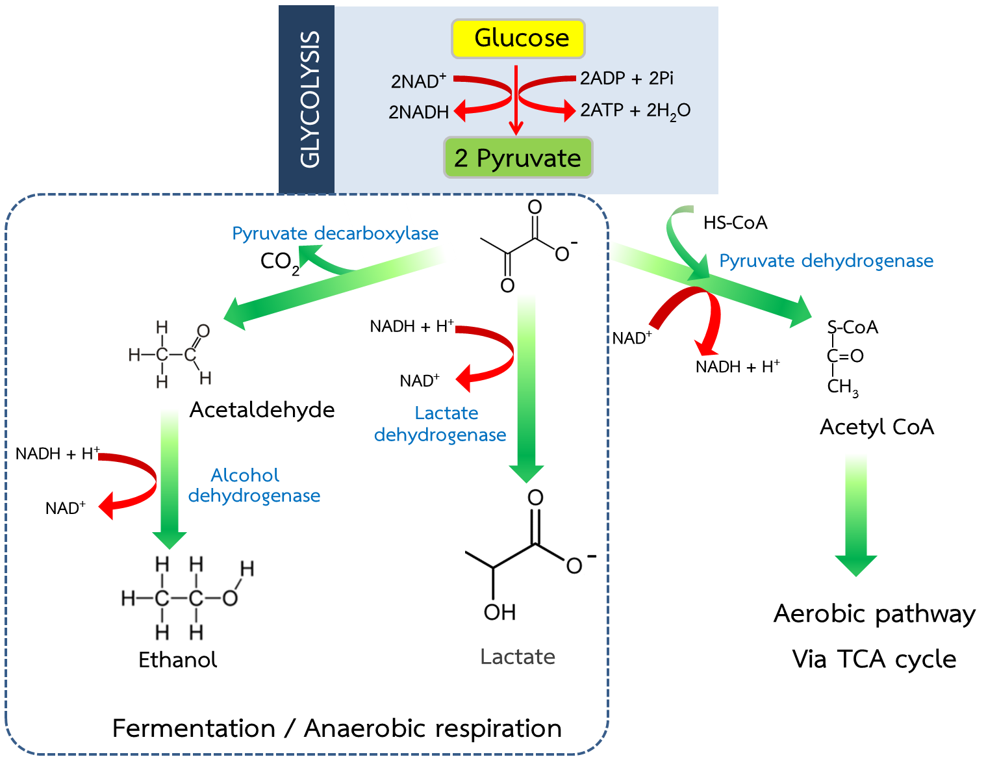 GLYCOLYSIS
Glucose
2NAD⁺
2ADP + 2Pi
2NADH
2ATP + 2H₂O
2 Pyruvate
O
O⁻
O
Pyruvate decarboxylase
CO₂
HS-CoA
Pyruvate dehydrogenase
H
O
H–C–C
H
H
Acetaldehyde
NADH + H⁺
NAD⁺
Lactate
dehydrogenase
NAD⁺
NADH + H⁺
S-CoA
C=O
CH₃
Acetyl CoA
NADH + H⁺
NAD⁺
Alcohol
dehydrogenase
H H H
H–C–C–O
H H
Ethanol
O
O⁻
OH
Lactate
Aerobic pathway
Via TCA cycle
Fermentation / Anaerobic respiration